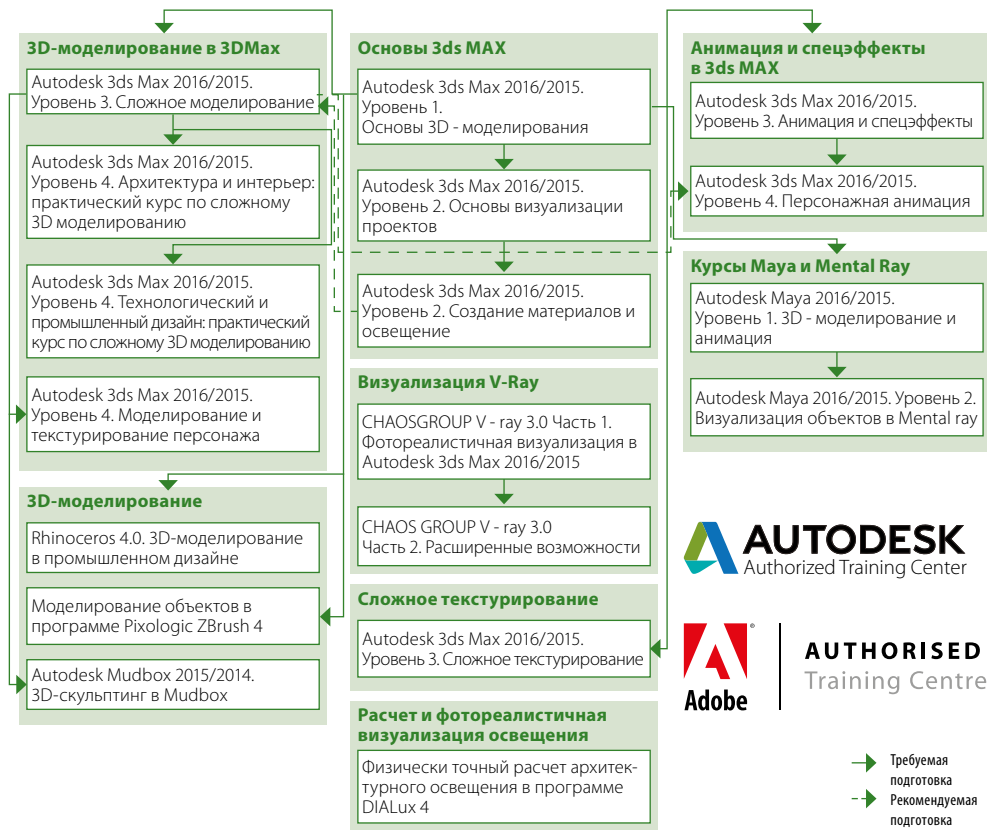 3D-моделирование в 3DMax
Autodesk 3ds Max 2016/2015.
Уровень 3. Сложное моделирование
Autodesk 3ds Max 2016/2015.
Уровень 4. Архитектура и интерьер:
практический курс по сложному
3D моделированию
Autodesk 3ds Max 2016/2015.
Уровень 4. Технологический и
промышленный дизайн: практический
курс по сложному 3D моделированию
Autodesk 3ds Max 2016/2015.
Уровень 4. Моделирование и
текстурирование персонажа
3D-моделирование
Rhinoceros 4.0. 3D-моделирование
в промышленном дизайне
Моделирование объектов в
программе Pixologic ZBrush 4
Autodesk Mudbox 2015/2014.
3D-скульптинг в Mudbox
Основы 3ds MAX
Autodesk 3ds Max 2016/2015.
Уровень 1.
Основы 3D - моделирования
Autodesk 3ds Max 2016/2015.
Уровень 2. Основы визуализации
проектов
Autodesk 3ds Max 2016/2015.
Уровень 2. Создание материалов и
освещение
Визуализация V-Ray
CHAOSGROUP V - ray 3.0 Часть 1.
Фотореалистичная визуализация в
Autodesk 3ds Max 2016/2015
CHAOS GROUP V - ray 3.0
Часть 2. Расширенные возможности
Сложное текстурирование
Autodesk 3ds Max 2016/2015.
Уровень 3. Сложное текстурирование
Расчет и фотореалистичная
визуализация освещения
Физически точный расчет архитек-
турного освещения в программе
DIALux 4
Анимация и спецэффекты
в 3ds MAX
Autodesk 3ds Max 2016/2015.
Уровень 3. Анимация и спецэффекты
Autodesk 3ds Max 2016/2015.
Уровень 4. Персонажная анимация
Курсы Maya и Mental Ray
Autodesk Maya 2016/2015.
Уровень 1. 3D - моделирование и
анимация
Autodesk Maya 2016/2015. Уровень 2.
Визуализация объектов в Mental ray
AUTODESK
Authorized Training Center
Adobe
®
AUTHORISED
Training Centre
Требуемая
подготовка
Рекомендуемая
подготовка